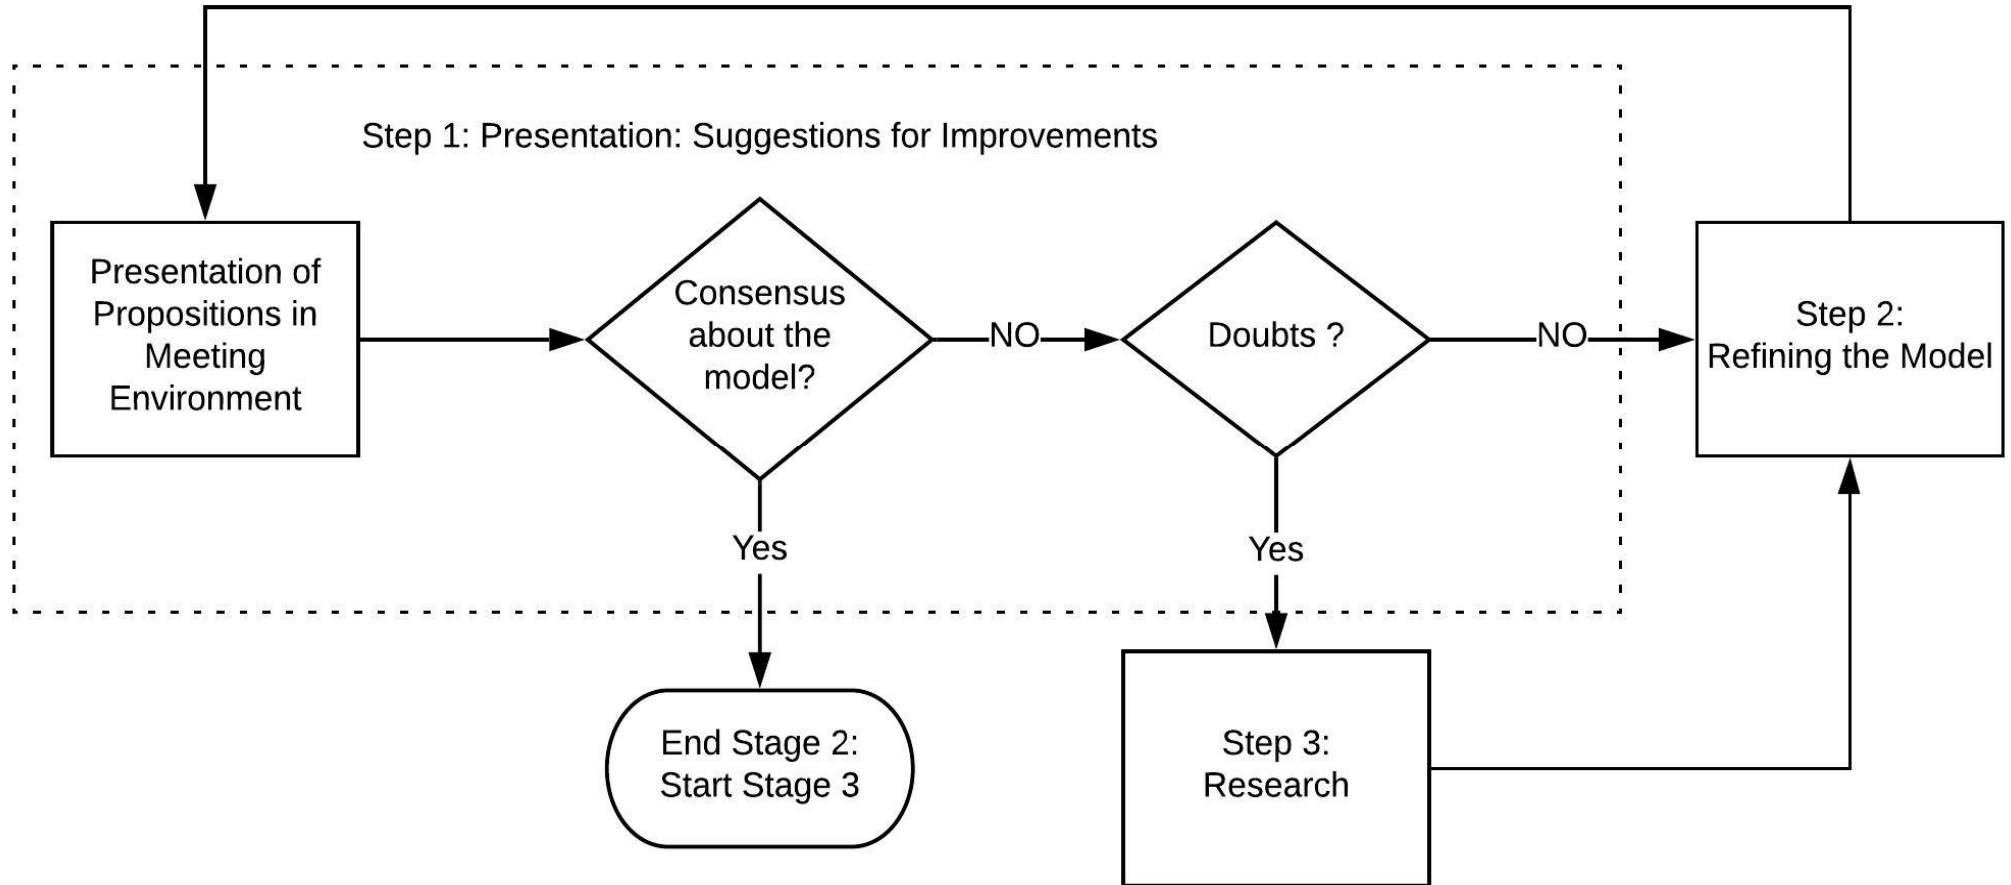 Step 1: Presentation: Suggestions for Improvements
Presentation of
Propositions in
Meeting
Environment
Consensus
about the
model?
NO
Doubts ?
NO
Step 2:
Refining the Model
Yes
Yes
End Stage 2:
Start Stage 3
Step 3:
Research